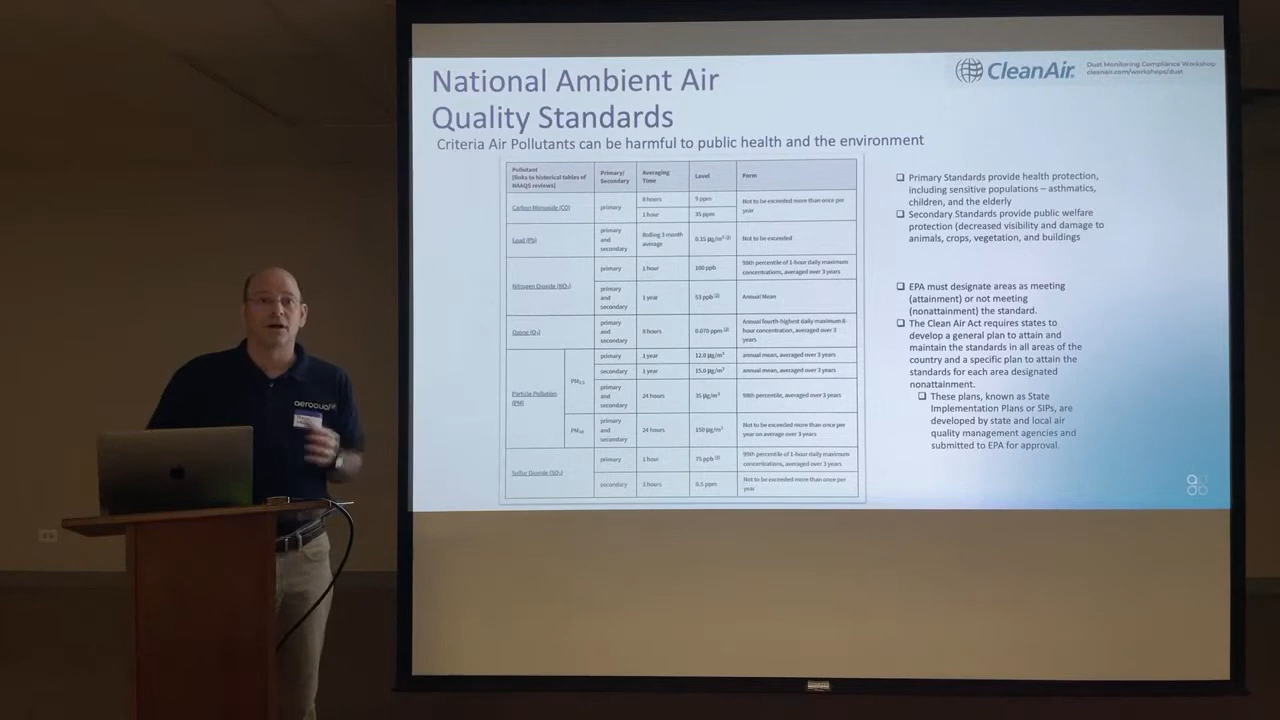 National Ambient Air
Quality Standards
Criteria Air Pollutants can be harmful to public health and the environment
CleanAir
Dust Monitoring Compliance Workshop
cleanair.com/workshops/dust
Pollutant
[links to historical tables of
NAAQS reviews]
Primary/
Secondary
Averaging
Time
Level
Form
Carbon Monoxide (CO)
primary
8 hours
9 ppm
Not to be exceeded more than once per
year
1 hour
35 ppm
Lead (Pb)
primary
and
secondary
Rolling 3 month
average
0.15 μg/m³ (1)
Not to be exceeded
Nitrogen Dioxide (NO₂)
primary
1 hour
100 ppb
98th percentile of 1-hour daily maximum
concentrations, averaged over 3 years
primary
and
secondary
1 year
53 ppb (2)
Annual Mean
Ozone (O₃)
primary
and
secondary
8 hours
0.070 ppm (3)
Annual fourth-highest daily maximum 8-
hour concentration, averaged over 3
years
Particle Pollution
(PM)
PM₂.₅
primary
1 year
12.0 μg/m³
annual mean, averaged over 3 years
secondary
1 year
15.0 μg/m³
annual mean, averaged over 3 years
primary
and
secondary
24 hours
35 μg/m³
98th percentile, averaged over 3 years
PM₁₀
primary
and
secondary
24 hours
150 μg/m³
Not to be exceeded more than once per
year on average over 3 years
Sulfur Dioxide (SO₂)
primary
1 hour
75 ppb (4)
99th percentile of 1-hour daily maximum
concentrations, averaged over 3 years
secondary
3 hours
0.5 ppm
Not to be exceeded more than once per
year
❑ Primary Standards provide health protection,
including sensitive populations – asthmatics,
children, and the elderly
❑ Secondary Standards provide public welfare
protection (decreased visibility and damage to
animals, crops, vegetation, and buildings
❑ EPA must designate areas as meeting
(attainment) or not meeting
(nonattainment) the standard.
❑ The Clean Air Act requires states to
develop a general plan to attain and
maintain the standards in all areas of the
country and a specific plan to attain the
standards for each area designated
nonattainment.
❑ These plans, known as State
Implementation Plans or SIPs, are
developed by state and local air
quality management agencies and
submitted to EPA for approval.
aeroqual